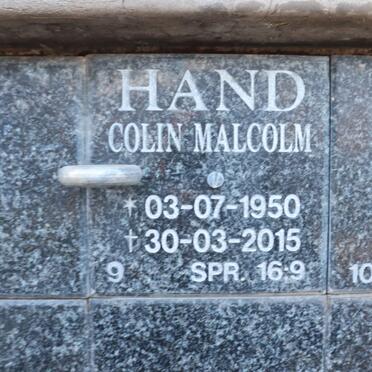 HAND
COLIN MALCOLM
* 03-07-1950
† 30-03-2015
9 SPR. 16:9
10